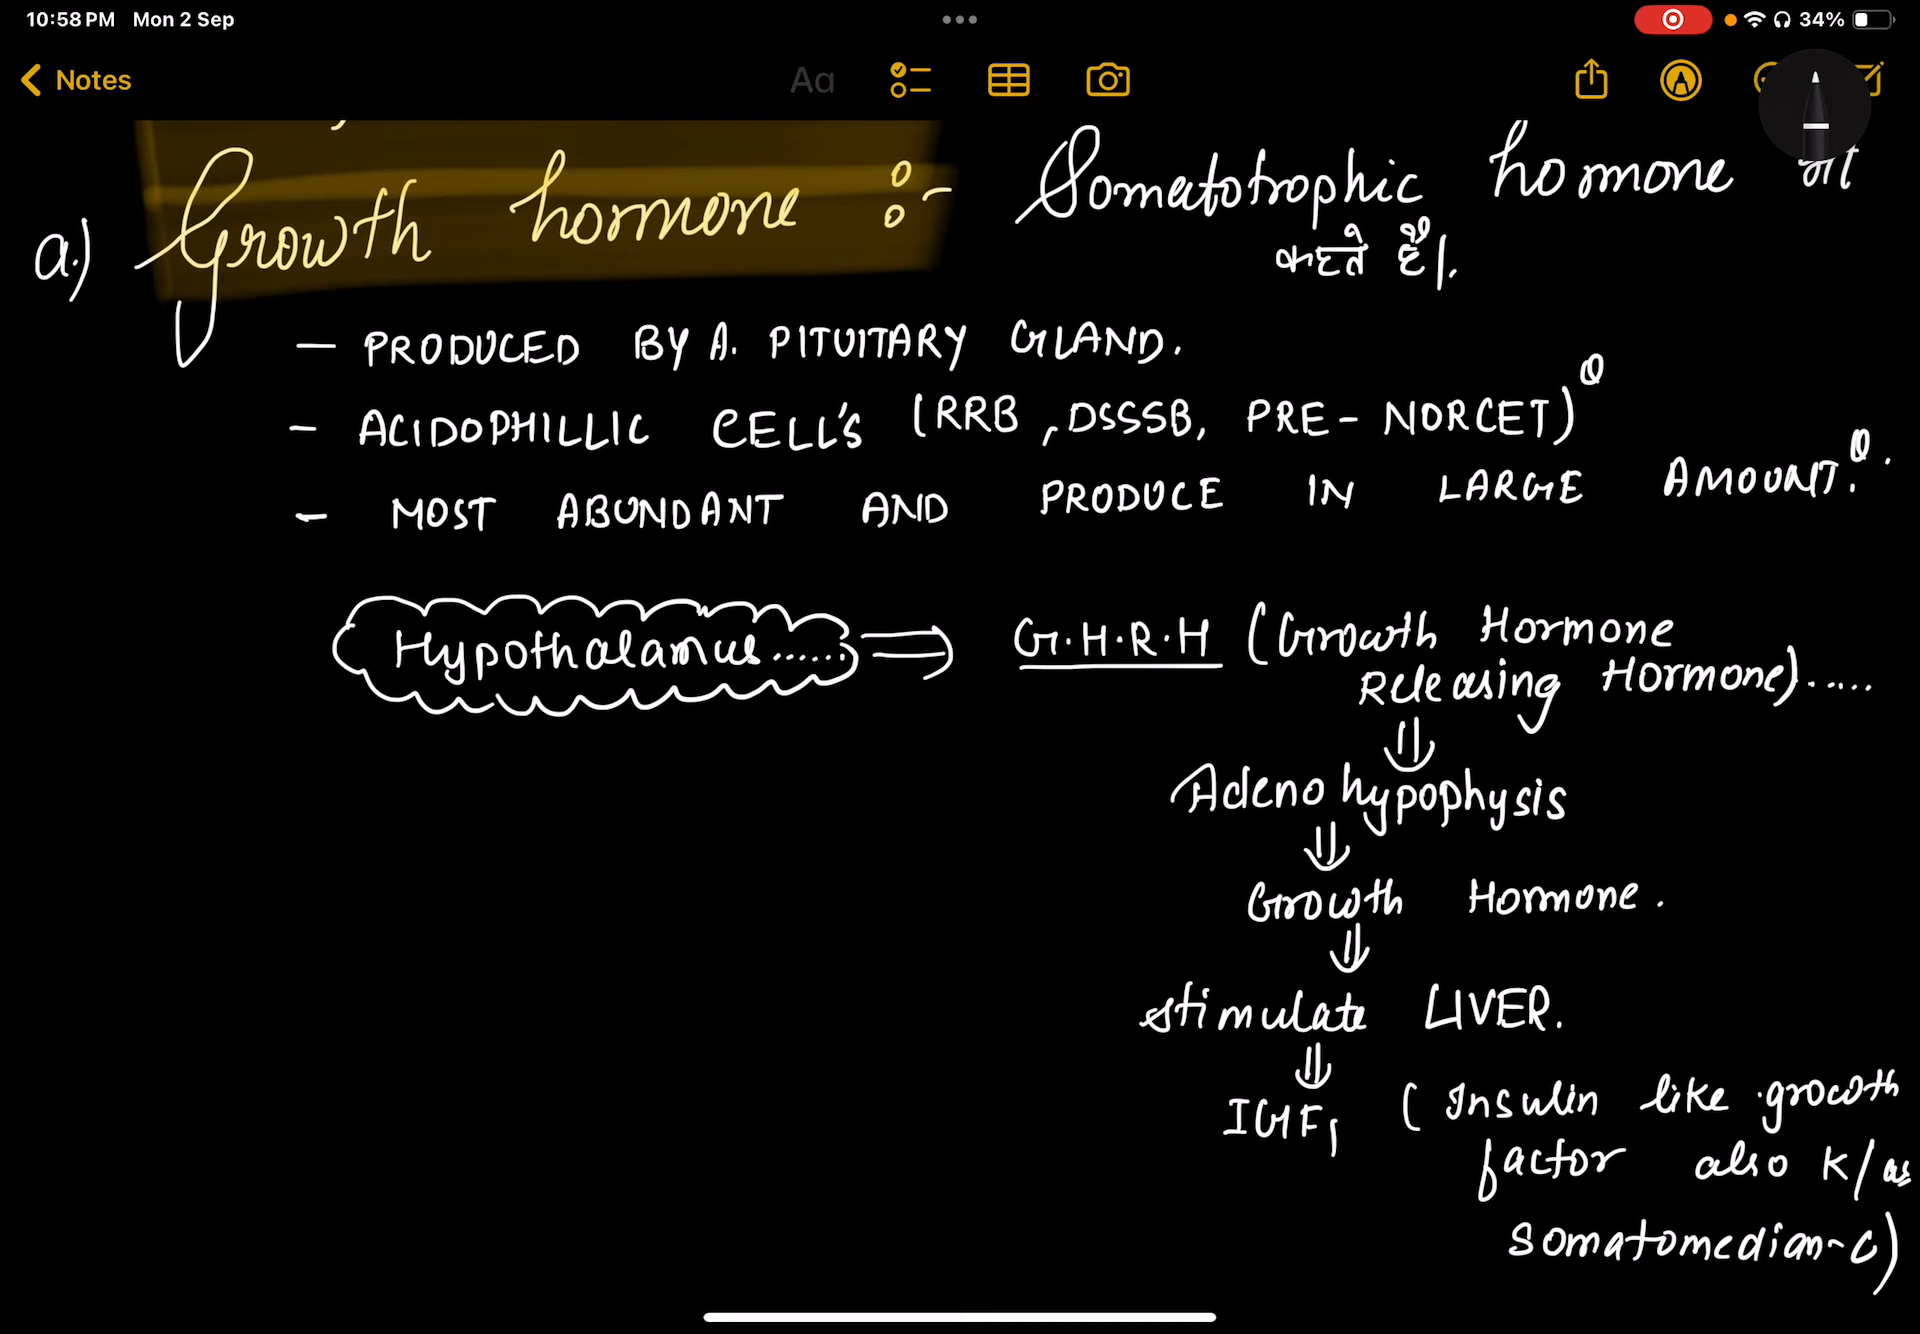 10:58 PM Mon 2 Sep
34%
Notes
Aa
a.) Growth hormone :- Somatotrophic hormone भी
कहते हैं।.
— PRODUCED BY A. PITUITARY GLAND.
- ACIDOPHILLIC CELL'S (RRB, DSSSB, PRE-NORCET)Q
- MOST ABUNDANT AND PRODUCE IN LARGE AMOUNT.Q.
Hypothalamus...... ⇒ G.H.R.H (Growth Hormone
Releasing Hormone).....
⇓
Adenohypophysis
⇓
Growth Hormone.
⇓
stimulate LIVER.
⇓
IGF1 (Insulin like growth
factor also K/as
somatomedian-C)